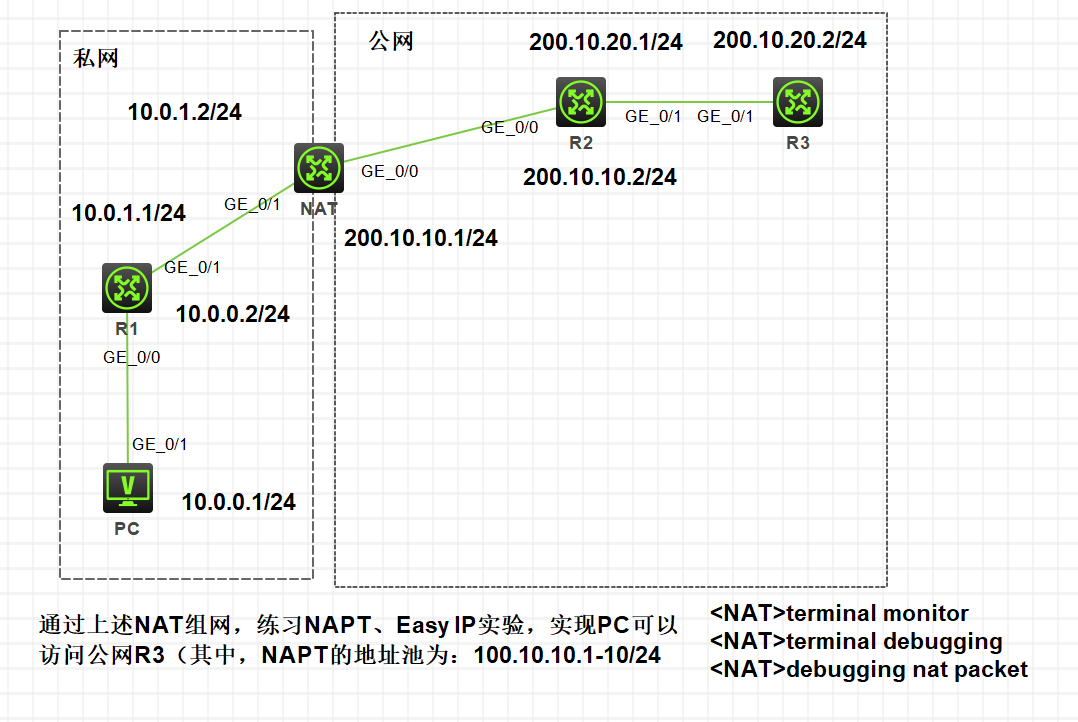 公网
200.10.20.1/24
200.10.20.2/24
私网
10.0.1.2/24
GE_0/0
GE_0/1
GE_0/1
R2
R3
GE_0/0
200.10.10.2/24
NAT
GE_0/1
10.0.1.1/24
200.10.10.1/24
GE_0/1
10.0.0.2/24
R1
GE_0/0
GE_0/1
10.0.0.1/24
PC
通过上述NAT组网，练习NAPT、Easy IP实验，实现PC可以
访问公网R3（其中，NAPT的地址池为：100.10.10.1-10/24
<NAT>terminal monitor
<NAT>terminal debugging
<NAT>debugging nat packet